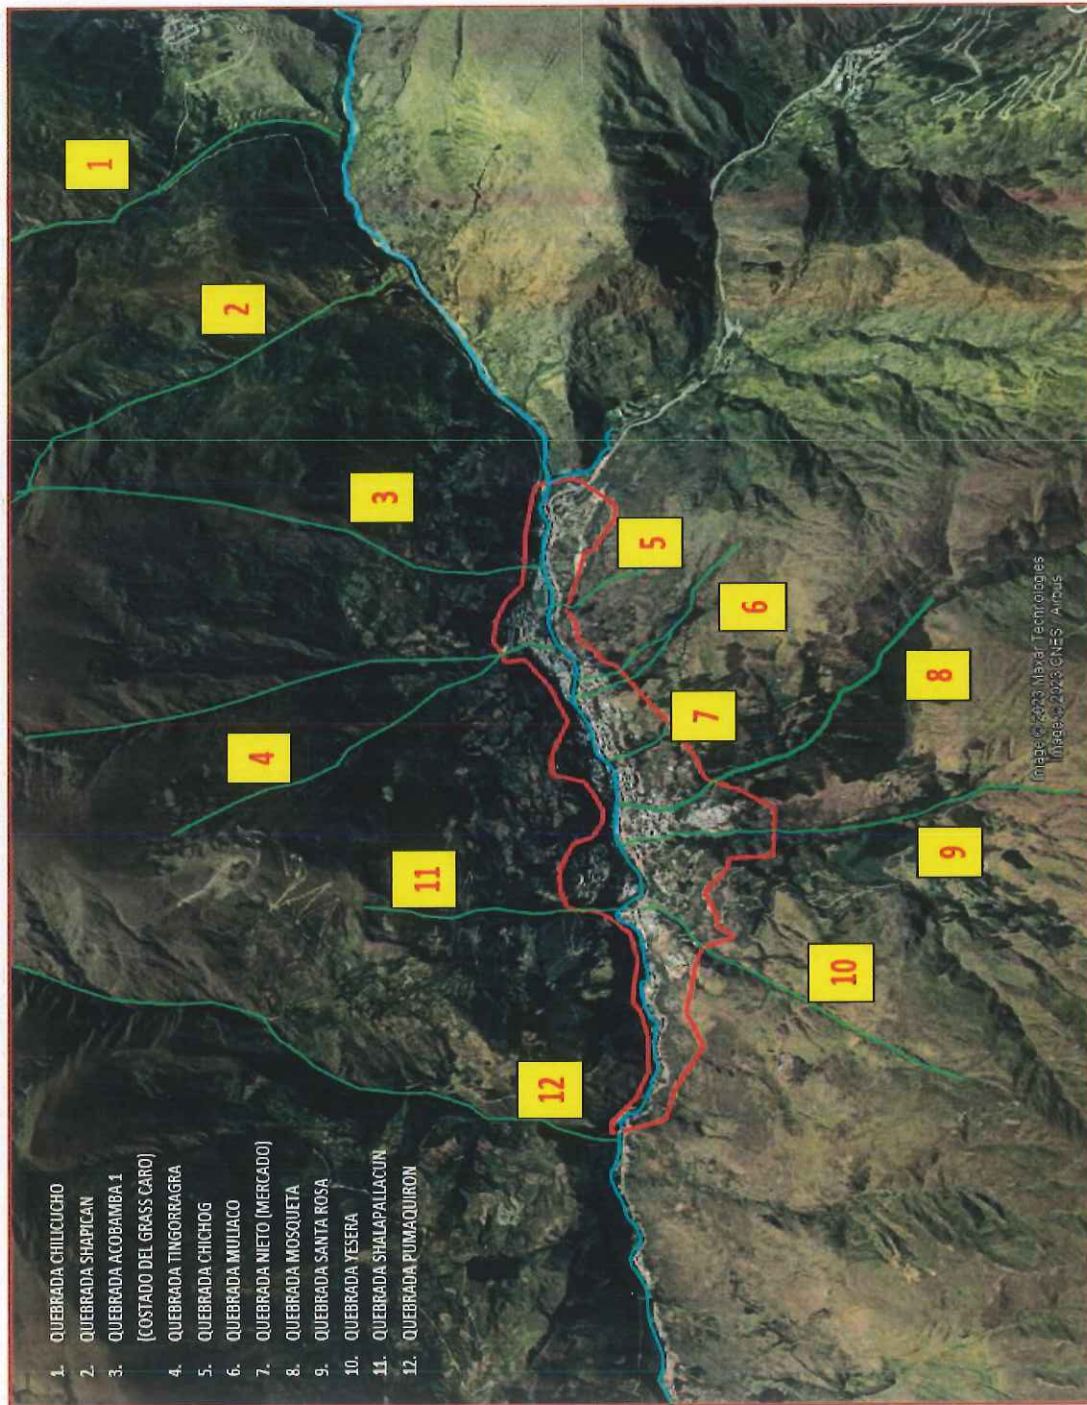 1. QUEBRADA CHILICUCHO
2. QUEBRADA SHAPICAN
3. QUEBRADA ACOBAMBA 1
(COSTADO DEL GRASS CARO)
4. QUEBRADA TINGORRAGRA
5. QUEBRADA CHICHOG
6. QUEBRADA MULIACO
7. QUEBRADA NIETO (MERCADO)
8. QUEBRADA MOSQUETA
9. QUEBRADA SANTA ROSA
10. QUEBRADA YESERA
11. QUEBRADA SHALAPALLACUN
12. QUEBRADA PUMAQUIRON
12
11
4
3
2
1
10
9
7
8
6
5
Image © 2023 Maxar Technologies
Image © 2023 CNES / Airbus